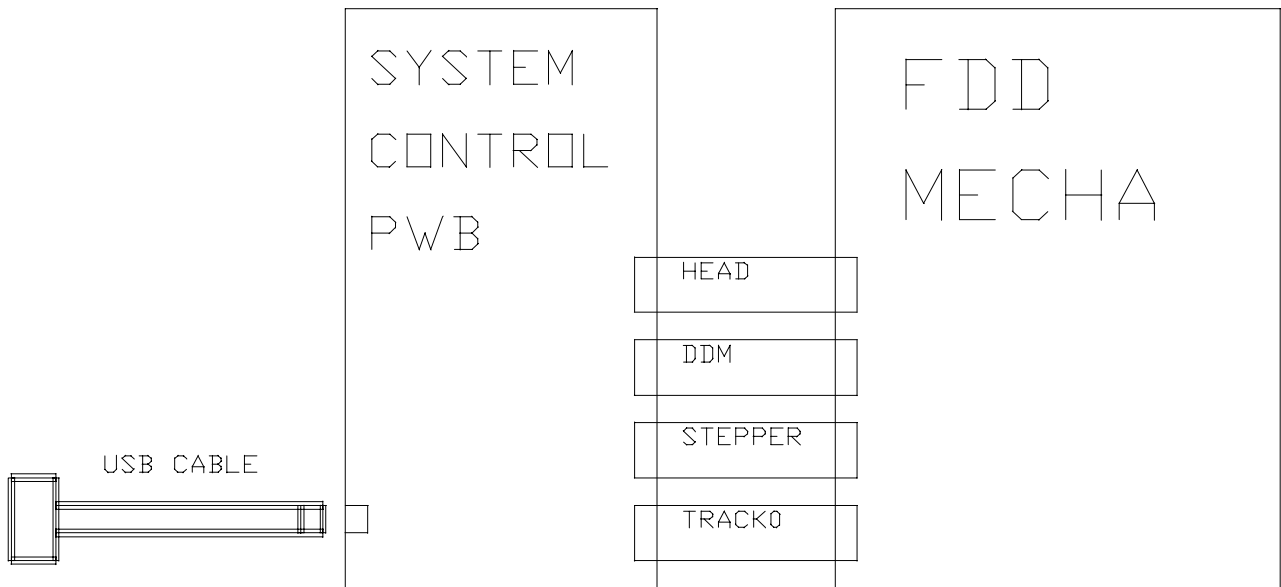 SYSTEM
CONTROL
PWB
FDD
MECHA
HEAD
DDM
STEPPER
TRACK0
USB CABLE